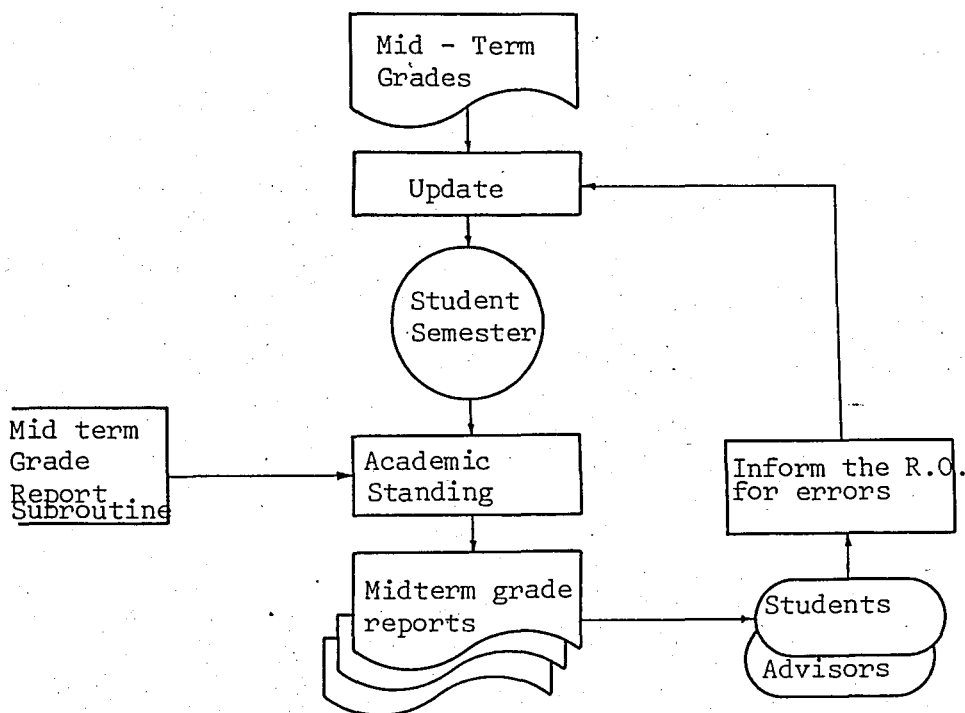 Mid - Term
Grades
Update
Student
Semester
Mid term
Grade
Report
Subroutine
Academic
Standing
Inform the R.O.
for errors
Midterm grade
reports
Students
Advisors